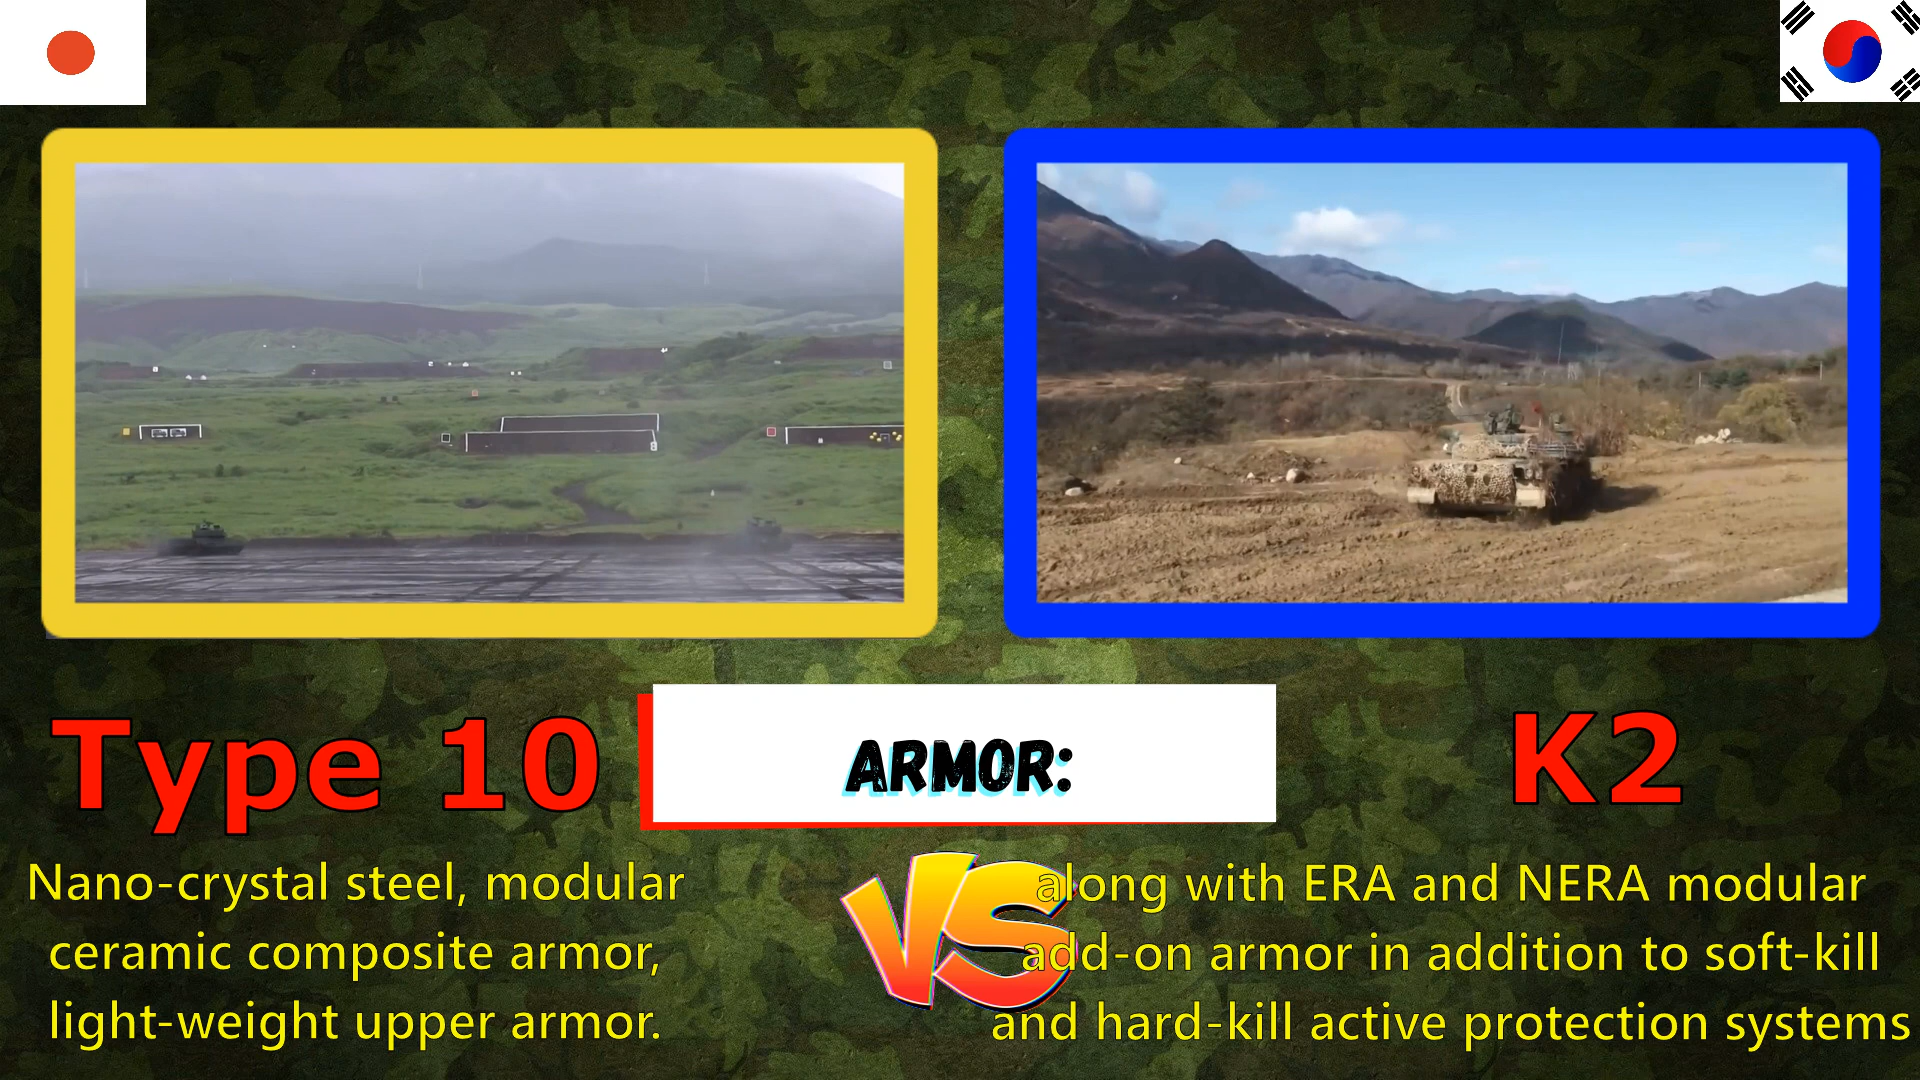 Type 10
ARMOR:
K2
Nano-crystal steel, modular
ceramic composite armor,
light-weight upper armor.
VS
along with ERA and NERA modular
add-on armor in addition to soft-kill
and hard-kill active protection systems